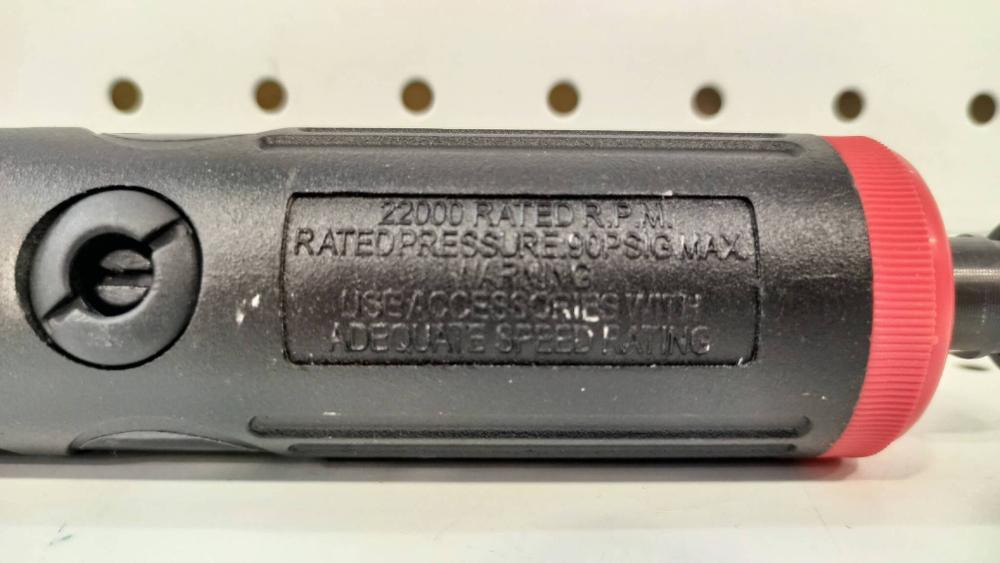 22000 RATED R.P.M.
RATED PRESSURE:90PSIG MAX.
WARNING
USE ACCESSORIES WITH
ADEQUATE SPEED RATING